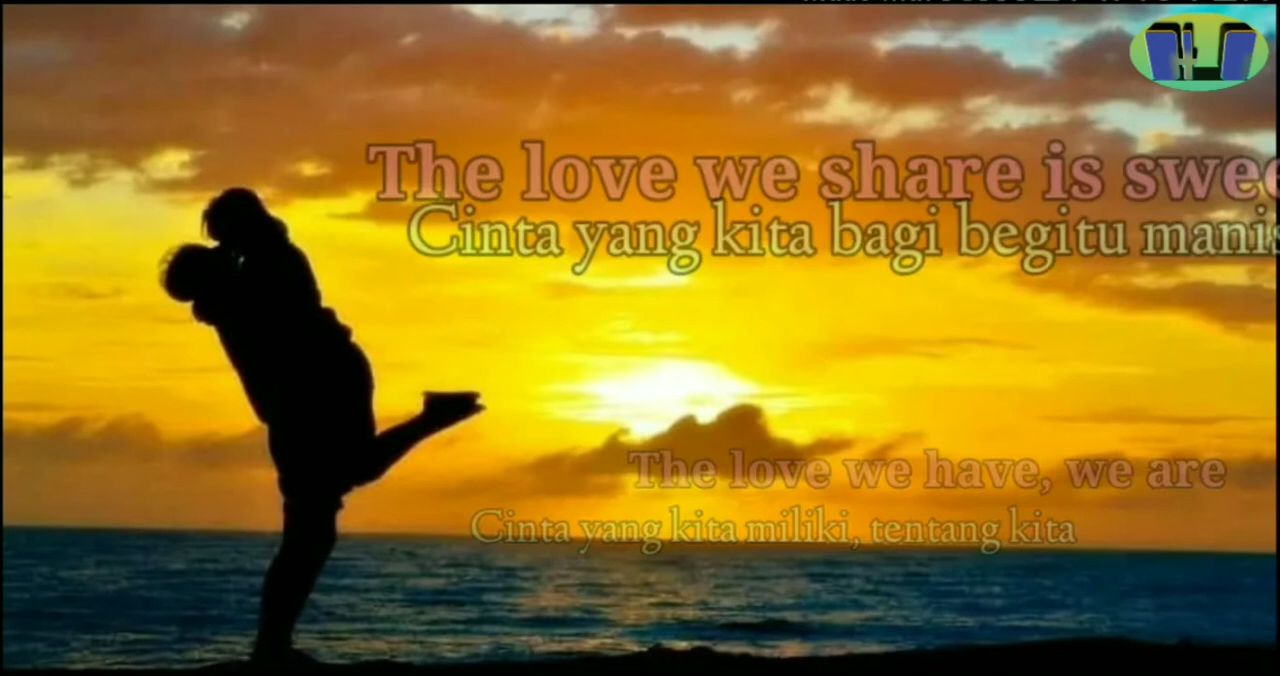 The love we share is swee
Cinta yang kita bagi begitu manis
The love we have, we are
Cinta yang kita miliki, tentang kita